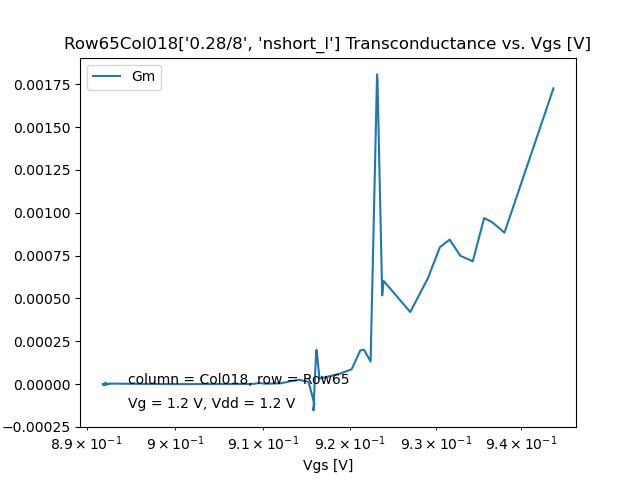 Row65Col018['0.28/8', 'nshort_l'] Transconductance vs. Vgs [V]
Gm
0.00175
0.00150
0.00125
0.00100
0.00075
0.00050
0.00025
0.00000
−0.00025
column = Col018, row = Row65
Vg = 1.2 V, Vdd = 1.2 V
8.9 × 10⁻¹ 9 × 10⁻¹ 9.1 × 10⁻¹ 9.2 × 10⁻¹ 9.3 × 10⁻¹ 9.4 × 10⁻¹
Vgs [V]